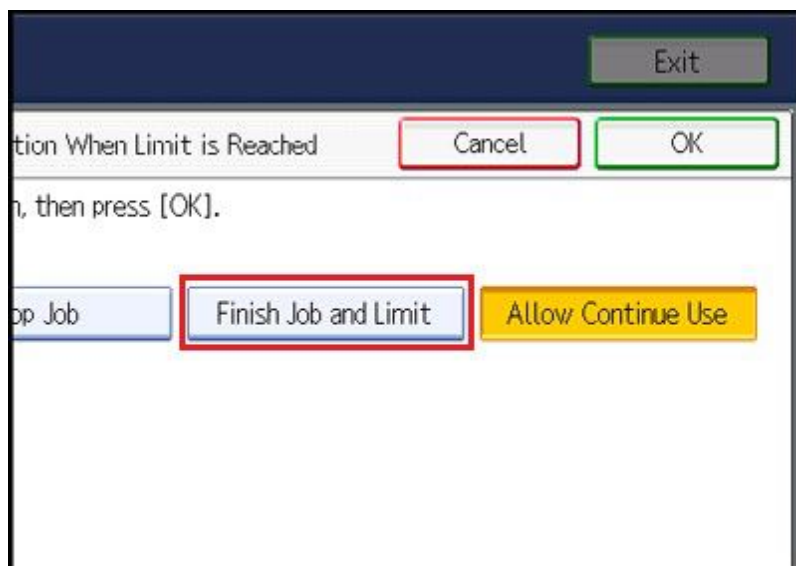 Exit
tion When Limit is Reached Cancel OK
, then press [OK].
op Job Finish Job and Limit Allow Continue Use